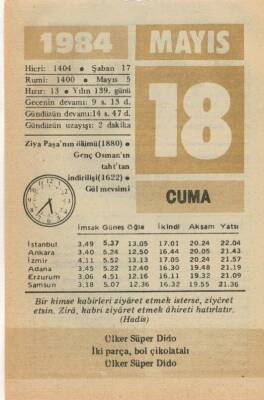 1984 MAYIS
Hicri: 1404 • Şaban 17
Rumi: 1400 • Mayis 5
Hızır: 13 • Yılın 139. günü
Gecenin devamı: 9 s. 13 d.
Gündüzün devamı:14 s. 47 d.
Gündüzün uzayışı: 2 dakika
18
Ziya Paşa'nın ölümü(1880) •
Genç Osman'ın
taht'tan
indirilişi(1622) •
Gül mevsimi
CUMA
İmsak Güneş Öğle İkindi Akşam Yatsı
İstanbul 3,49 5,37 13,05 17.01 20.24 22.04
Ankara 3.40 5.24 12,50 16,44 20.05 21.43
İzmir 4,11 5,52 13,13 17.05 20,24 21.57
Adana 3,45 5,22 12,40 16.30 19,48 21.19
Erzurum 3,06 4,51 12,16 16.11 19,32 21.09
Samsun 3,18 5,07 12,36 16,32 19.55 21.36
Bir kimse kabirleri ziyâret etmek isterse, ziyâret
etsin. Zirâ, kabri ziyâret etmek âhireti hatırlatır.
(Hadis)
Ülker Süper Dido
İki parça, bol çikolatalı
Ülker Süper Dido